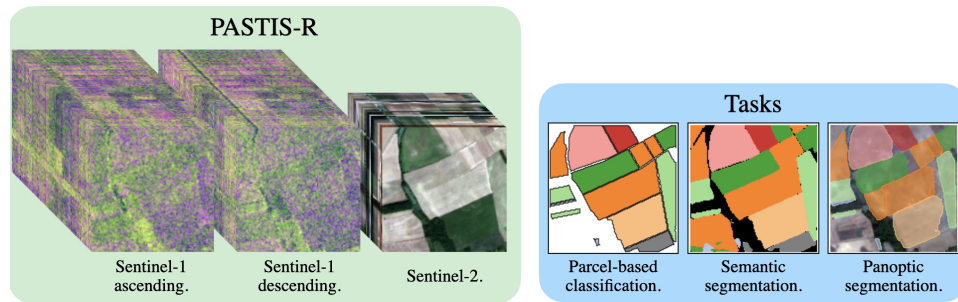 PASTIS-R
Sentinel-1
ascending.
Sentinel-1
descending.
Sentinel-2.
Tasks
Parcel-based
classification.
Semantic
segmentation.
Panoptic
segmentation.